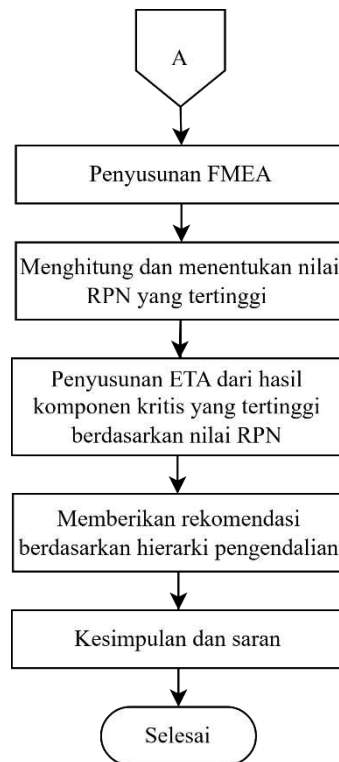 A
Penyusunan FMEA
Menghitung dan menentukan nilai
RPN yang tertinggi
Penyusunan ETA dari hasil
komponen kritis yang tertinggi
berdasarkan nilai RPN
Memberikan rekomendasi
berdasarkan hierarki pengendalian
Kesimpulan dan saran
Selesai